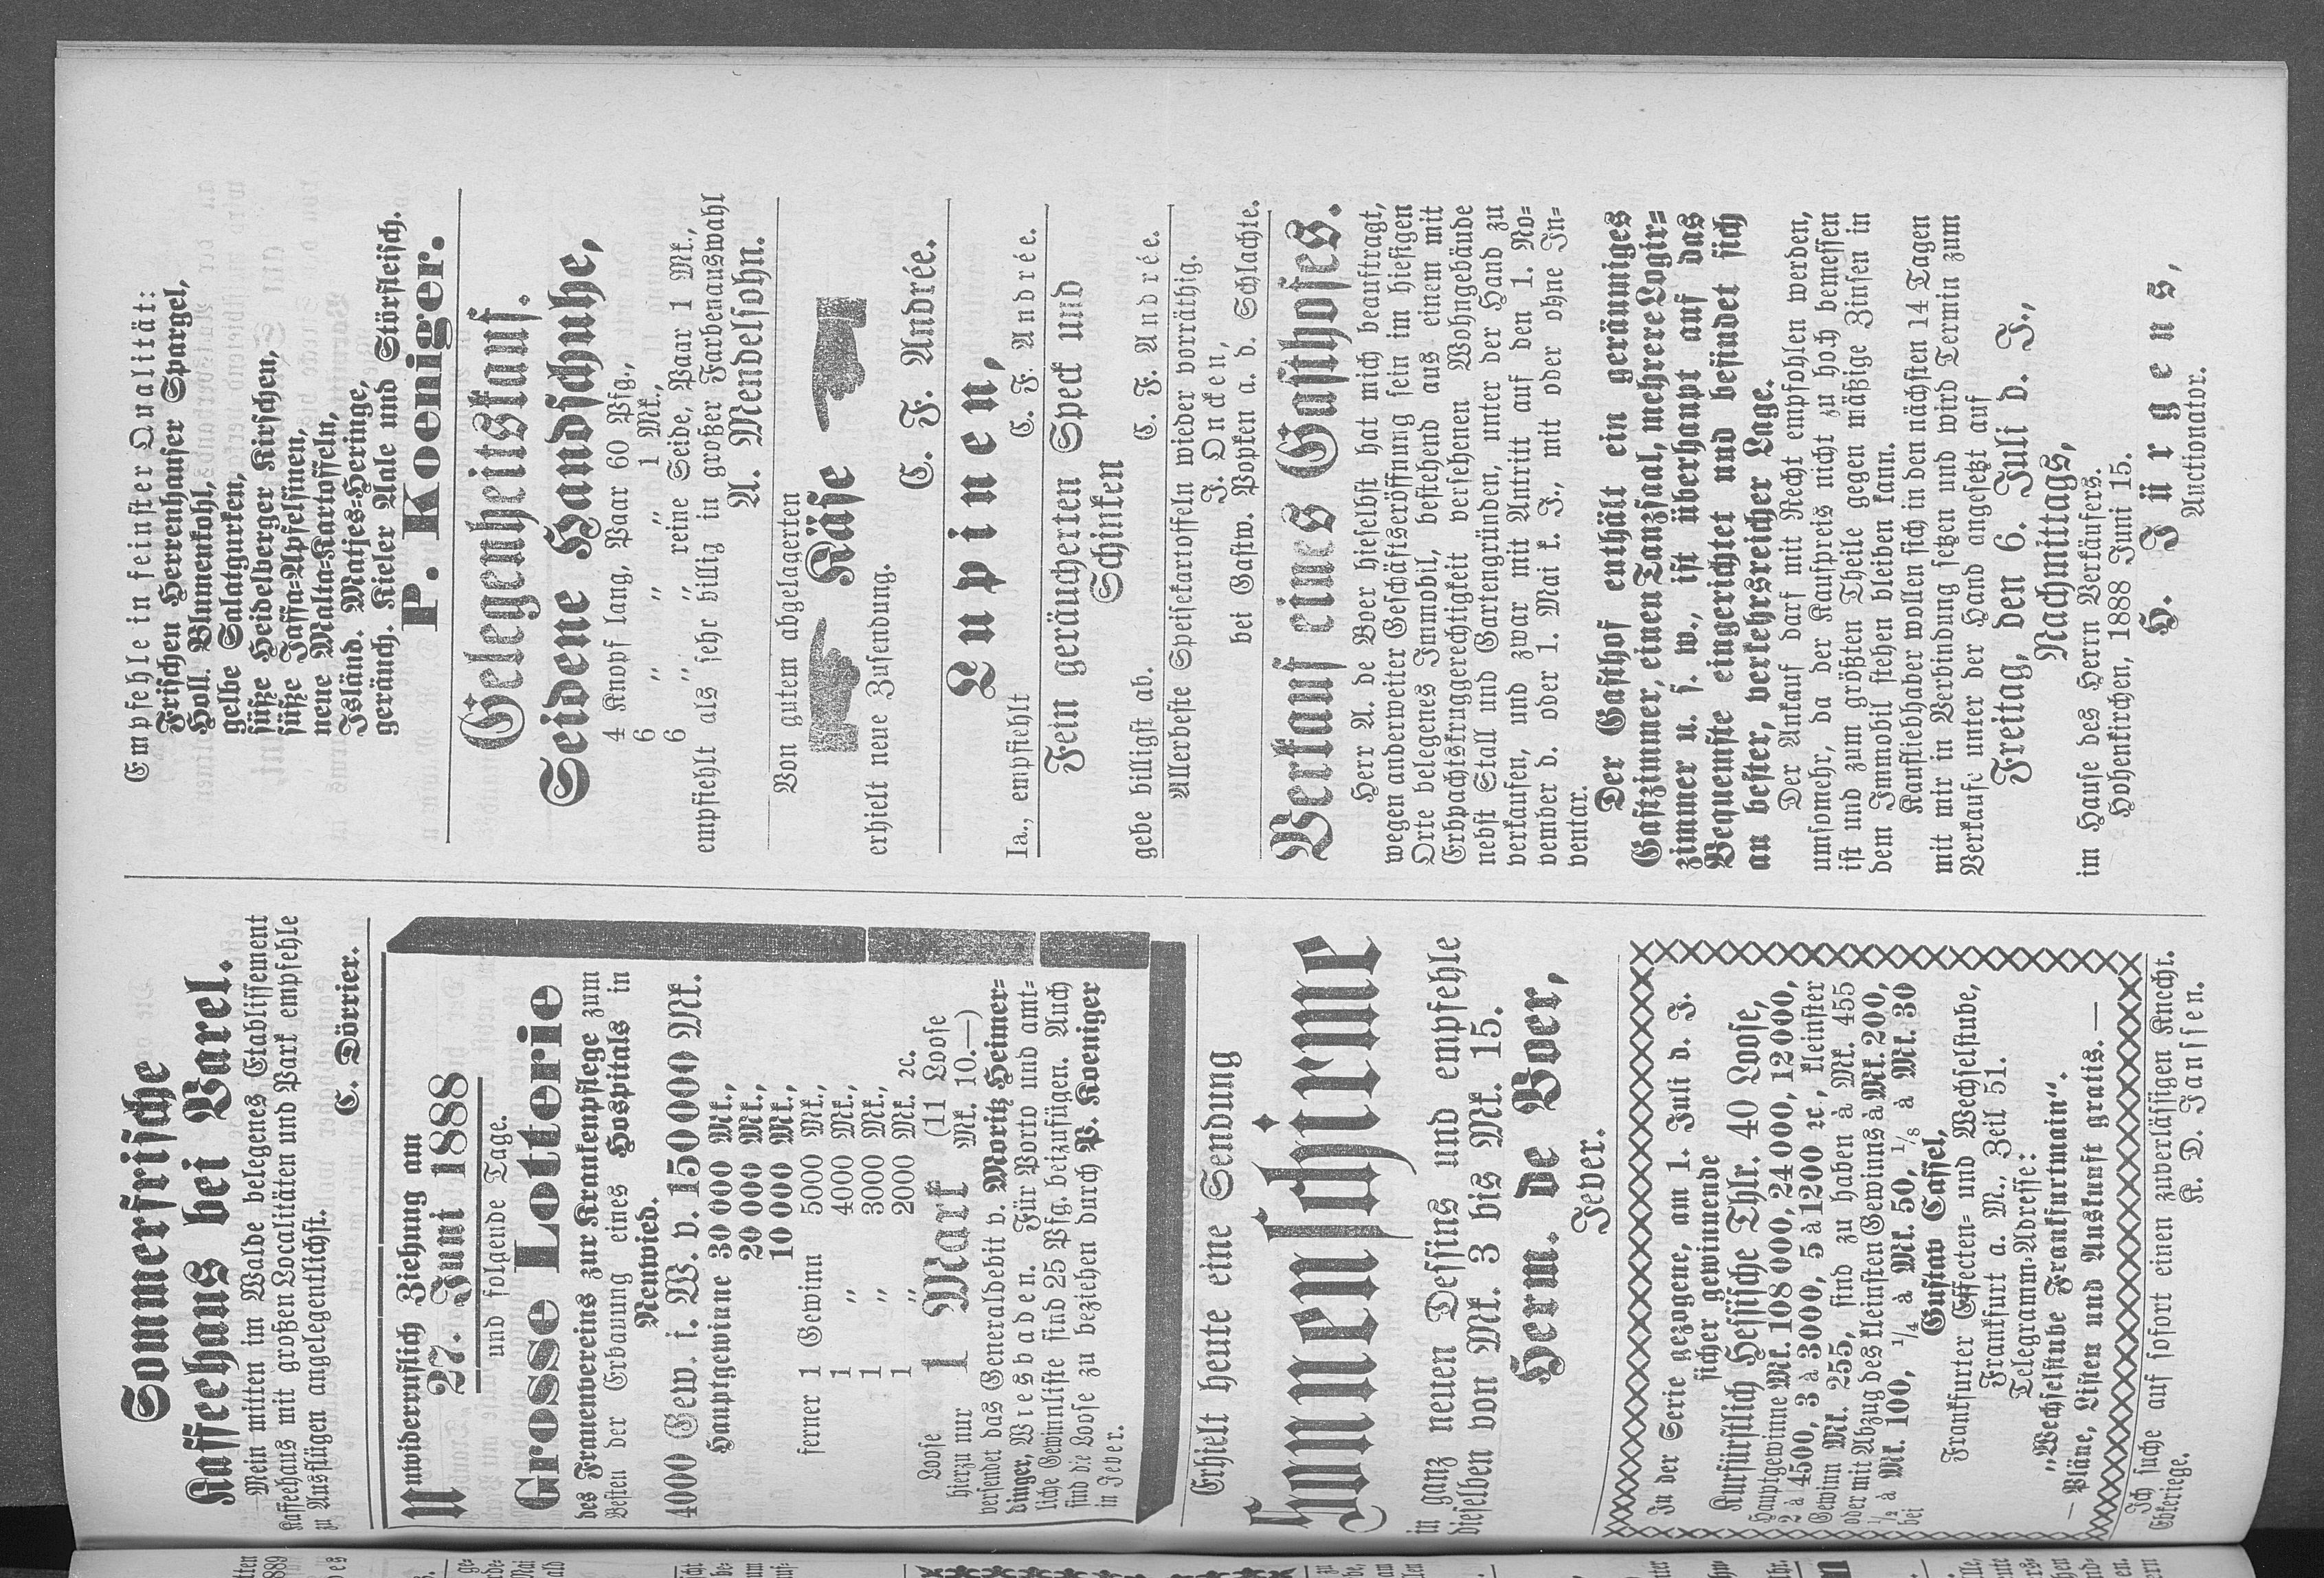 Sommerfrische
Kaffeehaus bei Varel.
Mein mitten im Walde belegenes Etablissement
Kaffeehaus mit großen Localitäten und Park empfehle
zu Ausflügen angelegentlichst.
C. Dörrier.
Unwiderruflich Ziehung am
27. Juni 1888
und folgende Tage.
Grosse Lotterie
des Frauenvereins zur Krankenpflege zum
Besten der Erbauung eines Hospitals in
Neuwied.
4000 Gew. i. W. v. 150000 Mk.
Hauptgewinne 30 000 Mk.,
20 000 Mk.,
10 000 Mk.,
ferner 1 Gewinn 5000 Mk.,
1 „ 4000 Mk.,
1 „ 3000 Mk.,
1 „ 2000 Mk. 2c.
Loose hierzu nur 1 Mark (11 Loose Mk. 10.—)
versendet das Generaldebit v. Moritz Heimer-
dinger, Wiesbaden. Für Porto und amt-
liche Gewinnliste sind 25 Pfg. beizufügen. Auch
sind die Loose zu beziehen durch P. Koeniger
in Jever.
Erhielt heute eine Sendung
Sonnenschirme
in ganz neuen Dessins und empfehle
dieselben von Mk. 3 bis Mk. 15.
Herm. de Boer,
Jever.
In der Serie gezogene, am 1. Juli d. J.
sicher gewinnende
Kurfürstlich Hessische Thlr. 40 Loose,
Hauptgewinne Mk. 108 000, 24 000, 12 000,
2 à 4500, 3 à 3000, 5 à 1200 2c, kleinster
Gewinn Mk. 255, sind zu haben à Mk. 455
oder mit Abzug des kleinsten Gewinns à Mk. 200,
½ à Mk. 100, ¼ à Mk. 50, ⅛ à Mk. 30
bei Gustav Cassel,
Frankfurter Effecten- und Wechselstube,
Frankfurt a. M., Zeil 51.
Telegramm-Adresse:
„Wechselstube Frankfurtmain“.
— Pläne, Listen und Auskunft gratis. —
Ich suche auf sofort einen zuverlässigen Knecht.
Ebkeriege. K. D. Janssen.
Empfehle in feinster Qualität:
Frischen Herrenhauser Spargel,
Holl. Blumenkohl,
gelbe Salatgurken,
süße Heidelberger Kirschen,
süße Jaffa-Apfelsinen,
neue Malta-Kartoffeln,
Isländ. Matjes-Heringe,
geräuch. Kieler Aale und Störfleisch.
P. Koeniger.
Gelegenheitskauf.
Seidene Handschuhe,
4 Knopf lang, Paar 60 Pfg.,
6 „ „ „ 1 Mk.,
6 „ „ reine Seide, Paar 1 Mk.,
empfiehlt als sehr billig in großer Farbenauswahl
A. Mendelsohn.
Von gutem abgelagerten
Käse
erhielt neue Zusendung.
C. F. Andrée.
Lupinen,
Ia., empfiehlt C. F. Andrée.
Fein geräucherten Speck und
Schinken
gebe billigst ab. C. F. Andrée.
Allerbeste Speisekartoffeln wieder vorräthig.
J. Oncken,
bei Gastw. Popken a. d. Schlachte.
Verkauf eines Gasthofes.
Herr A. de Boer hieselbst hat mich beauftragt,
wegen anderweiter Geschäftseröffnung sein im hiesigen
Orte belegenes Immobil, bestehend aus einem mit
Erbpachtskruggerechtigkeit versehenen Wohngebäude
nebst Stall und Gartengründen, unter der Hand zu
verkaufen, und zwar mit Antritt auf den 1. No-
vember d. oder 1. Mai k. J., mit oder ohne In-
ventar.
Der Gasthof enthält ein geräumiges
Gastzimmer, einen Tanzsaal, mehrere Logir-
zimmer u. s. w., ist überhaupt auf das
Bequemste eingerichtet und befindet sich
an bester, verkehrsreicher Lage.
Der Ankauf darf mit Recht empfohlen werden,
umsomehr, da der Kaufpreis nicht zu hoch bemessen
ist und zum größten Theile gegen mäßige Zinsen in
dem Immobil stehen bleiben kann.
Kaufliebhaber wollen sich in den nächsten 14 Tagen
mit mir in Verbindung setzen und wird Termin zum
Verkaufe unter der Hand angesetzt auf
Freitag, den 6. Juli d. J.,
Nachmittags,
im Hause des Herrn Verkäufers.
Hohenkirchen, 1888 Juni 15.
H. Jürgens,
Auctionator.